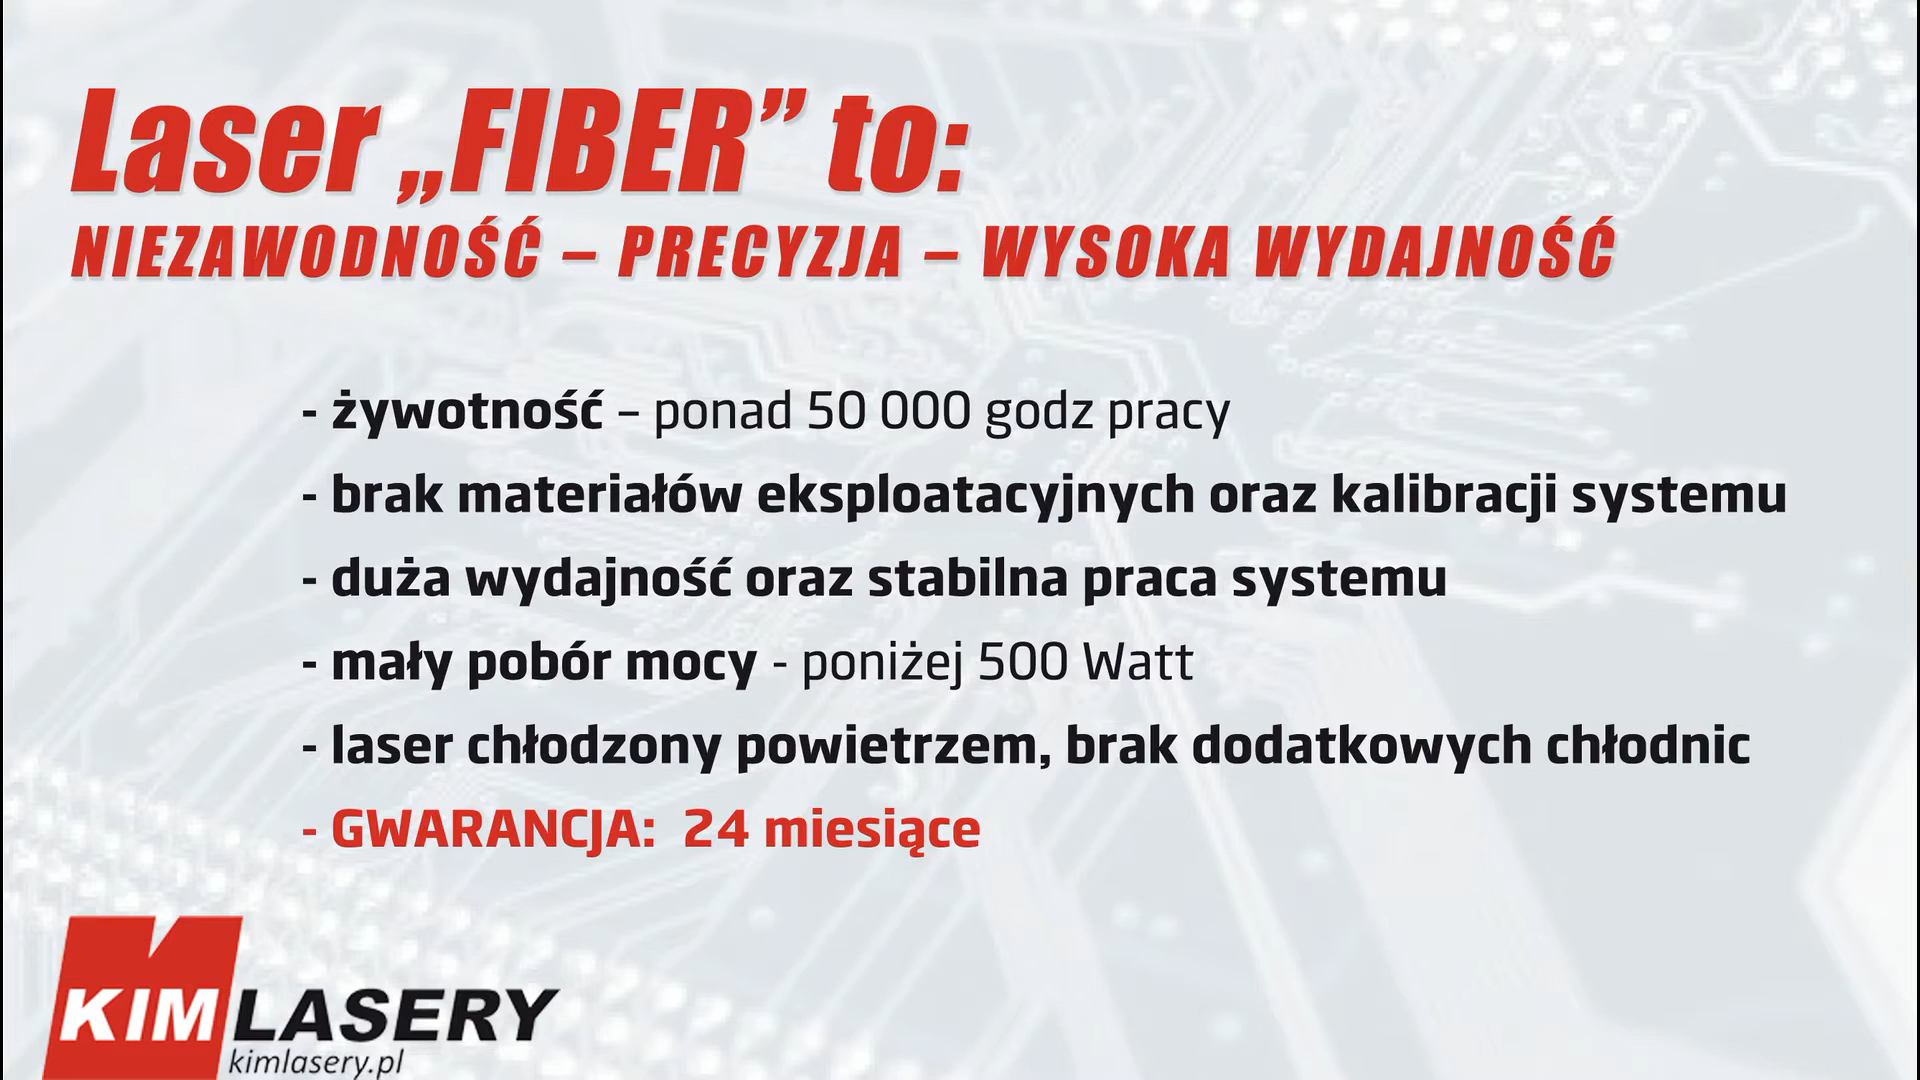 Laser „FIBER” to:
NIEZAWODNOŚĆ – PRECYZJA – WYSOKA WYDAJNOŚĆ
- żywotność – ponad 50 000 godz pracy
- brak materiałów eksploatacyjnych oraz kalibracji systemu
- duża wydajność oraz stabilna praca systemu
- mały pobór mocy - poniżej 500 Watt
- laser chłodzony powietrzem, brak dodatkowych chłodnic
- GWARANCJA: 24 miesiące
KIM LASERY
kimlasery.pl